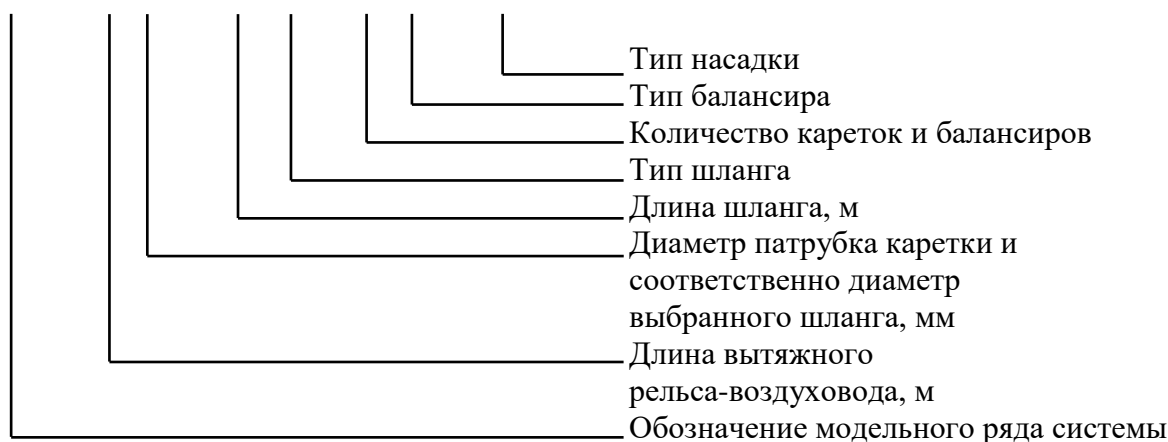 Тип насадки
Тип балансира
Количество кареток и балансиров
Тип шланга
Длина шланга, м
Диаметр патрубка каретки и
соответственно диаметр
выбранного шланга, мм
Длина вытяжного
рельса-воздуховода, м
Обозначение модельного ряда системы